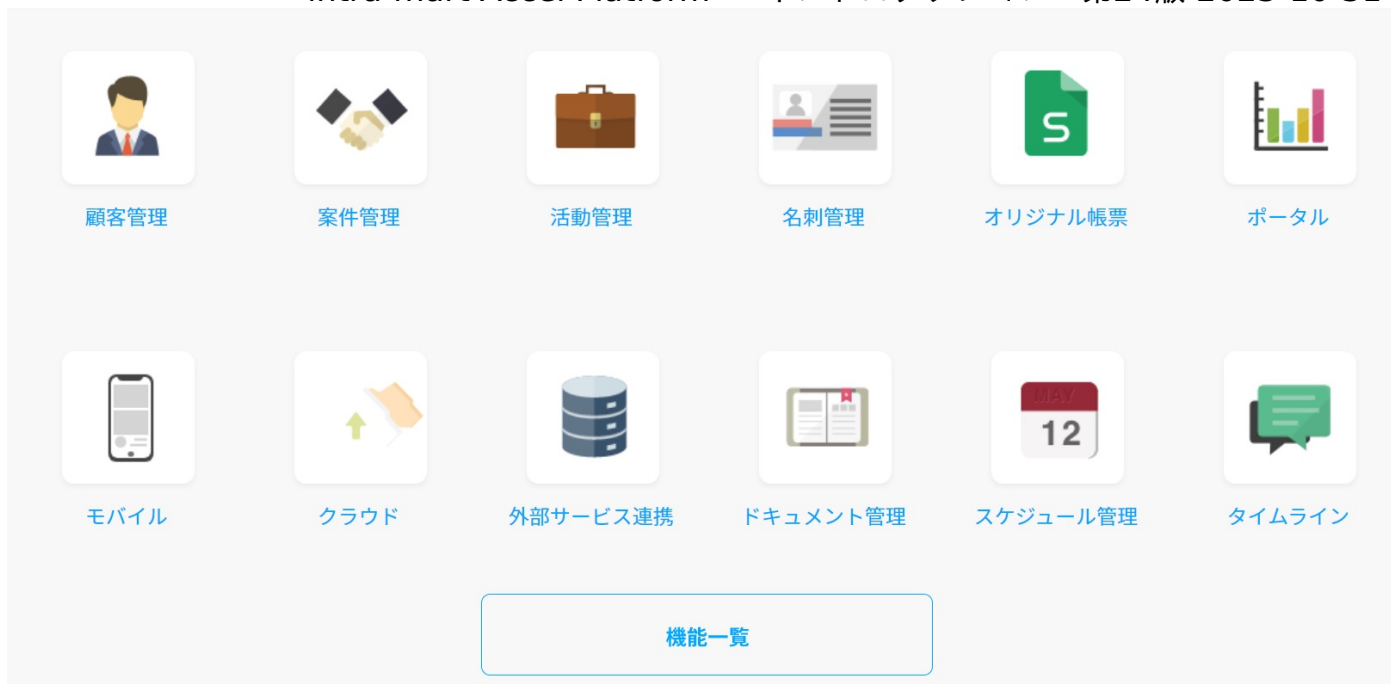 顧客管理 案件管理 活動管理 名刺管理 オリジナル帳票 ポータル
MAY
12
モバイル クラウド 外部サービス連携 ドキュメント管理 スケジュール管理 タイムライン
機能一覧